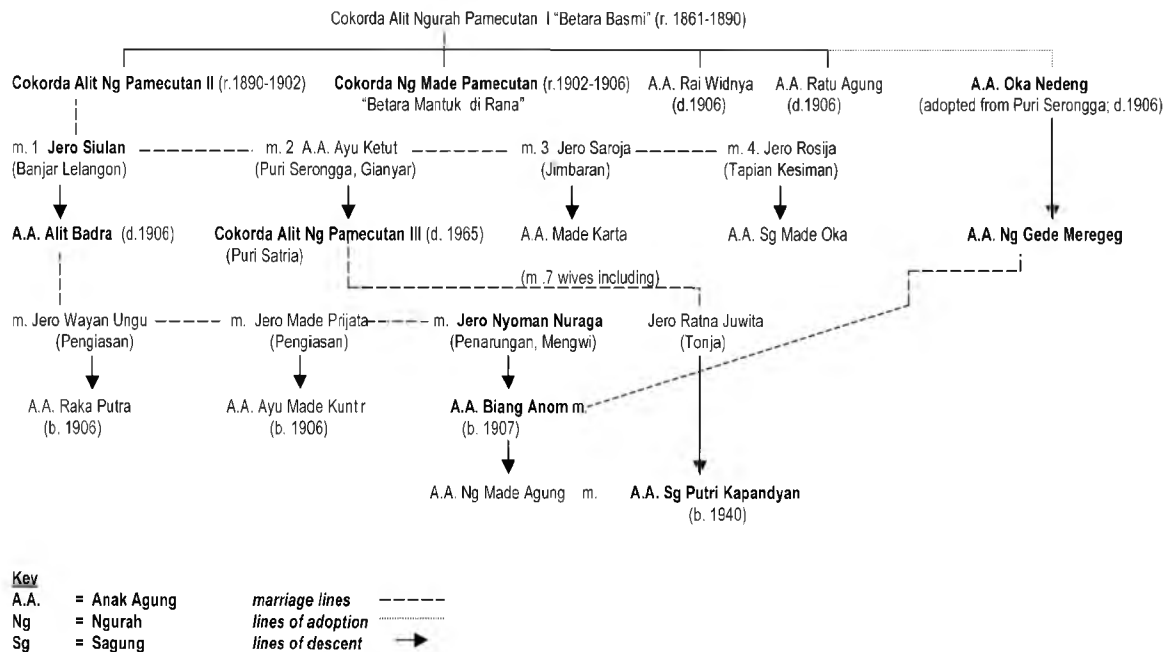 Cokorda Alit Ngurah Pamecutan I "Betara Basmi" (r. 1861-1890)
Cokorda Alit Ng Pamecutan II (r.1890-1902) Cokorda Ng Made Pamecutan (r.1902-1906) A.A. Rai Widnya A.A. Ratu Agung A.A. Oka Nedeng
"Betara Mantuk di Rana" (d.1906) (d.1906) (adopted from Puri Serongga; d.1906)
m. 1 Jero Siulan m. 2 A.A. Ayu Ketut m. 3 Jero Saroja m. 4. Jero Rosija
(Banjar Lelangon) (Puri Serongga, Gianyar) (Jimbaran) (Tapian Kesiman)
A.A. Alit Badra (d.1906) Cokorda Alit Ng Pamecutan III (d. 1965) A.A. Made Karta A.A. Sg Made Oka A.A. Ng Gede Meregeg
(Puri Satria)
(m .7 wives including)
m. Jero Wayan Ungu m. Jero Made Prijata m. Jero Nyoman Nuraga Jero Ratna Juwita
(Pengiasan) (Pengiasan) (Penarungan, Mengwi) (Tonja)
A.A. Raka Putra A.A. Ayu Made A.A. Biang Anom m.
(b. 1906) (b. 1906) (b. 1907)
A.A. Ng Made Agung m. A.A. Sg Putri Kapandyan
(b. 1940)
Key
A.A. = Anak Agung marriage lines
Ng = Ngurah lines of adoption
Sg = Sagung lines of descent